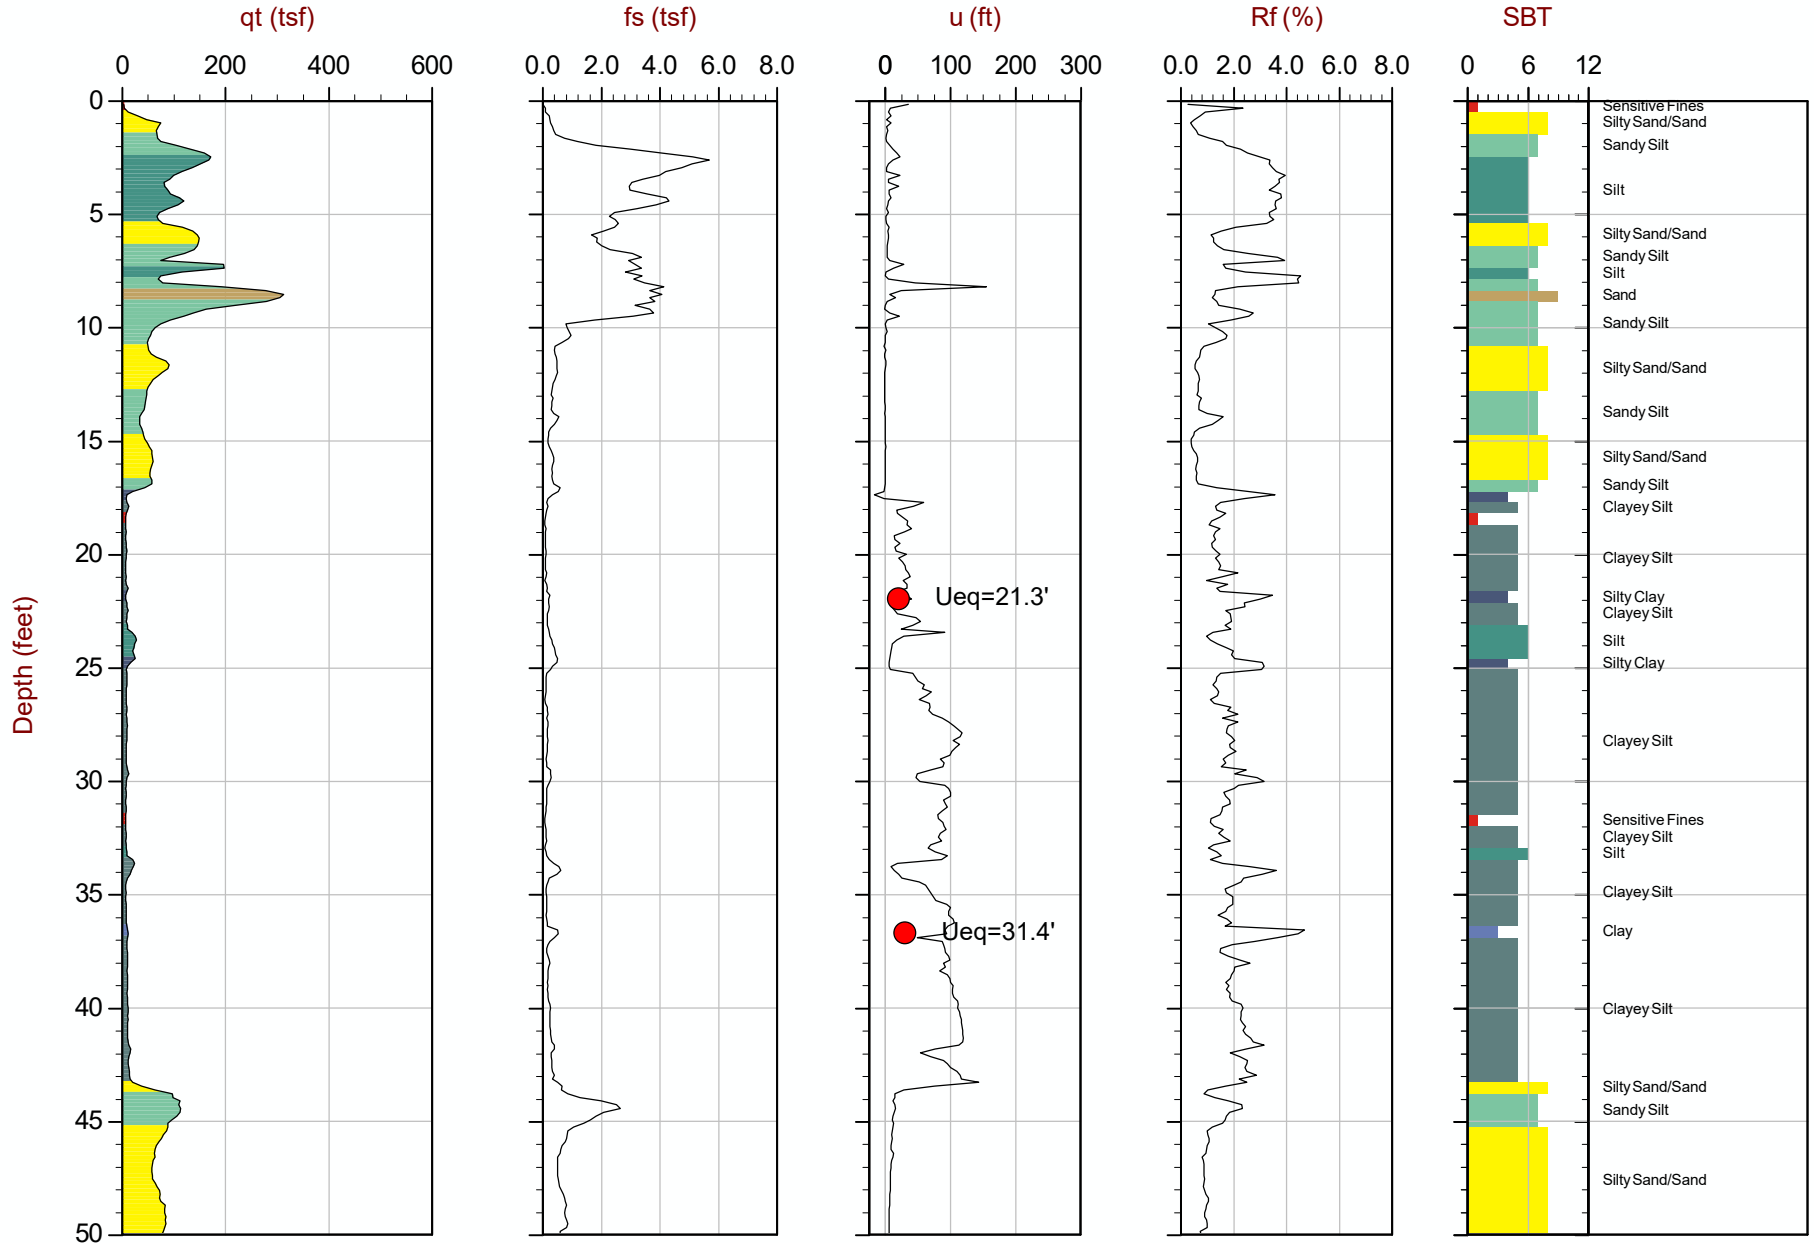 qt (tsf) fs (tsf) u (ft) Rf (%) SBT
0 200 400 600 0.0 2.0 4.0 6.0 8.0 0 100 200 300 0.0 2.0 4.0 6.0 8.0 0 6 12
0
Sensitive Fines
Silty Sand/Sand
Sandy Silt
Silt
5
Silty Sand/Sand
Sandy Silt
Silt
Sand
Sandy Silt
10
Silty Sand/Sand
Sandy Silt
15
Silty Sand/Sand
Sandy Silt
Clayey Silt
20
Clayey Silt
Ueq=21.3'
Silty Clay
Clayey Silt
Silt
Silty Clay
25
Depth (feet)
Clayey Silt
30
Sensitive Fines
Clayey Silt
Silt
35
Clayey Silt
Ueq=31.4'
Clay
40
Clayey Silt
Silty Sand/Sand
Sandy Silt
45
Silty Sand/Sand
50